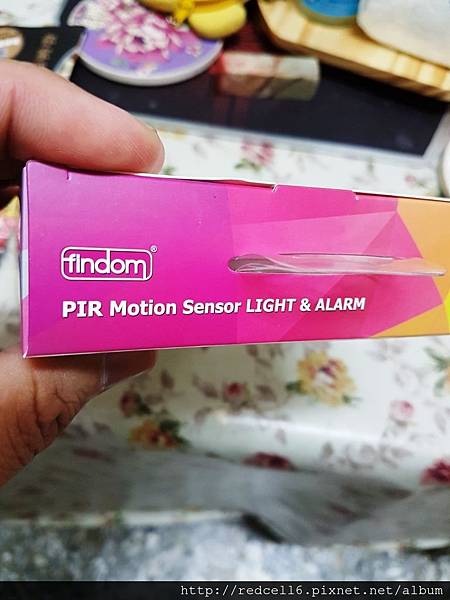 findom®
PIR Motion Sensor LIGHT & ALARM
http://redcell6.pixnet.net/album